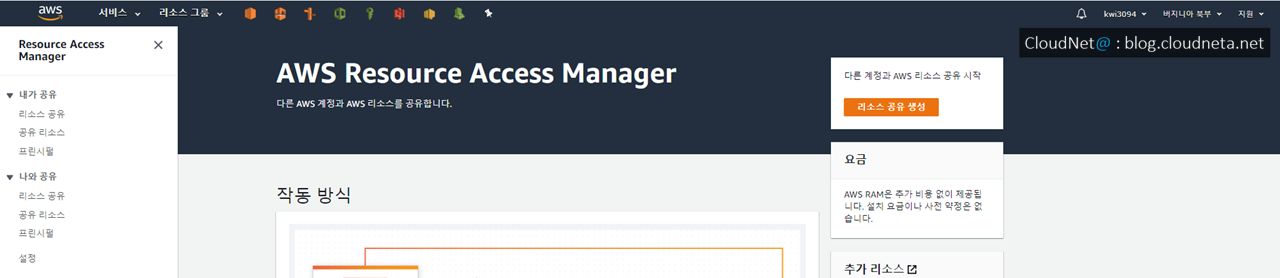 aws
서비스
리소스 그룹
kwi3094
버지니아 북부
지원
CloudNet@ : blog.cloudneta.net
Resource Access
Manager
내가 공유
리소스 공유
공유 리소스
프린시펄
나와 공유
리소스 공유
공유 리소스
프린시펄
설정
AWS Resource Access Manager
다른 AWS 계정과 AWS 리소스를 공유합니다.
작동 방식
다른 계정과 AWS 리소스 공유 시작
리소스 공유 생성
요금
AWS RAM은 추가 비용 없이 제공됩
니다. 설치 요금이나 사전 약정은 없
습니다.
추가 리소스